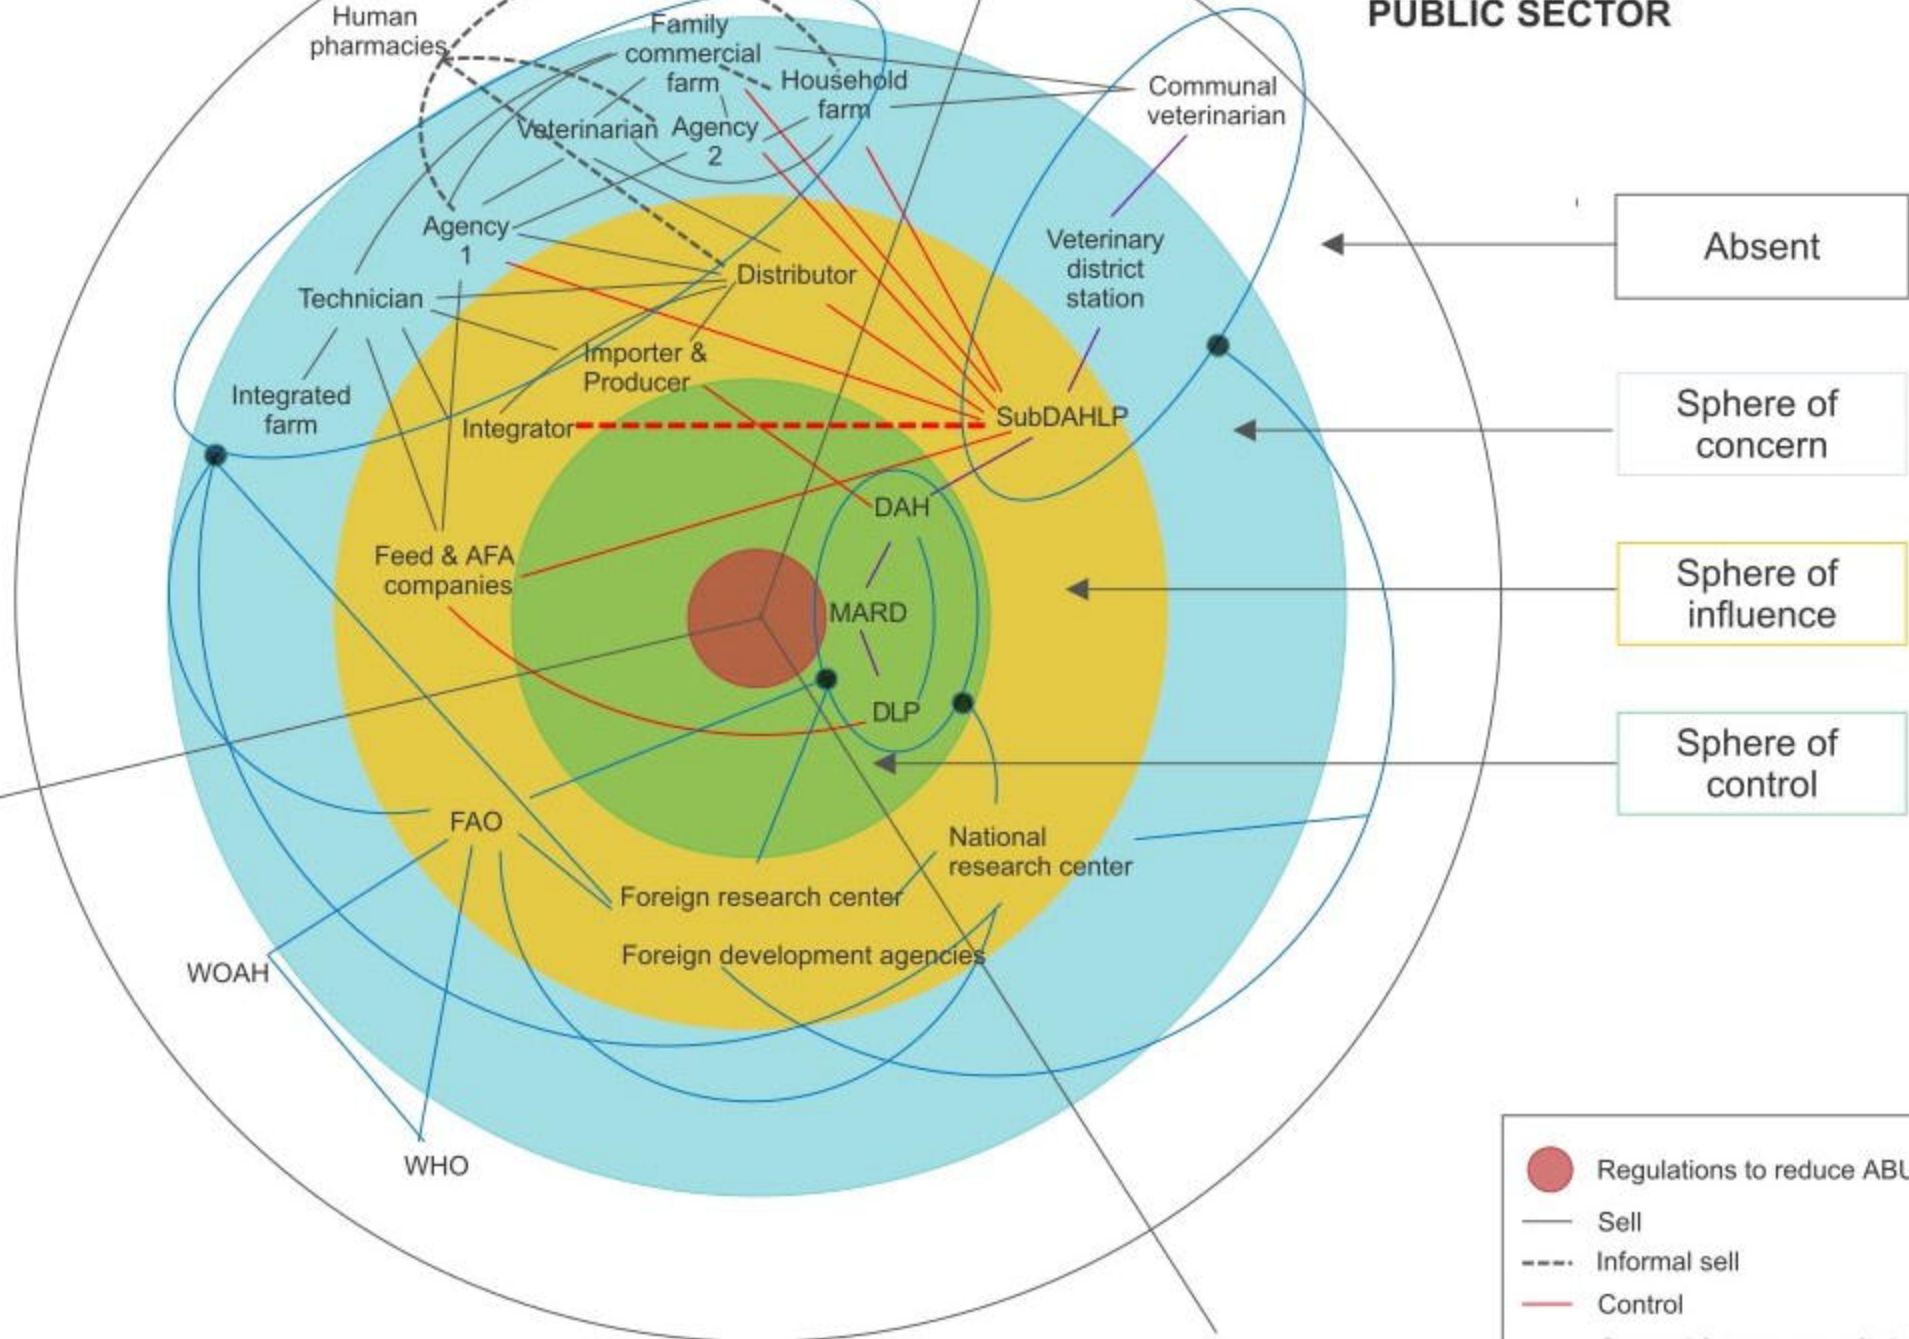 PUBLIC SECTOR
Human
pharmacies
Family
commercial
farm
Household
farm
Communal
veterinarian
Veterinarian
Agency
2
Agency
1
Veterinary
district
station
Absent
Distributor
Technician
Importer &
Producer
Integrated
farm
Integrator
SubDAHLP
Sphere of
concern
DAH
Feed & AFA
companies
MARD
Sphere of
influence
DLP
Sphere of
control
FAO
National
research center
Foreign research center
Foreign development agencies
WOAH
WHO
Regulations to reduce
Sell
Informal sell
Control